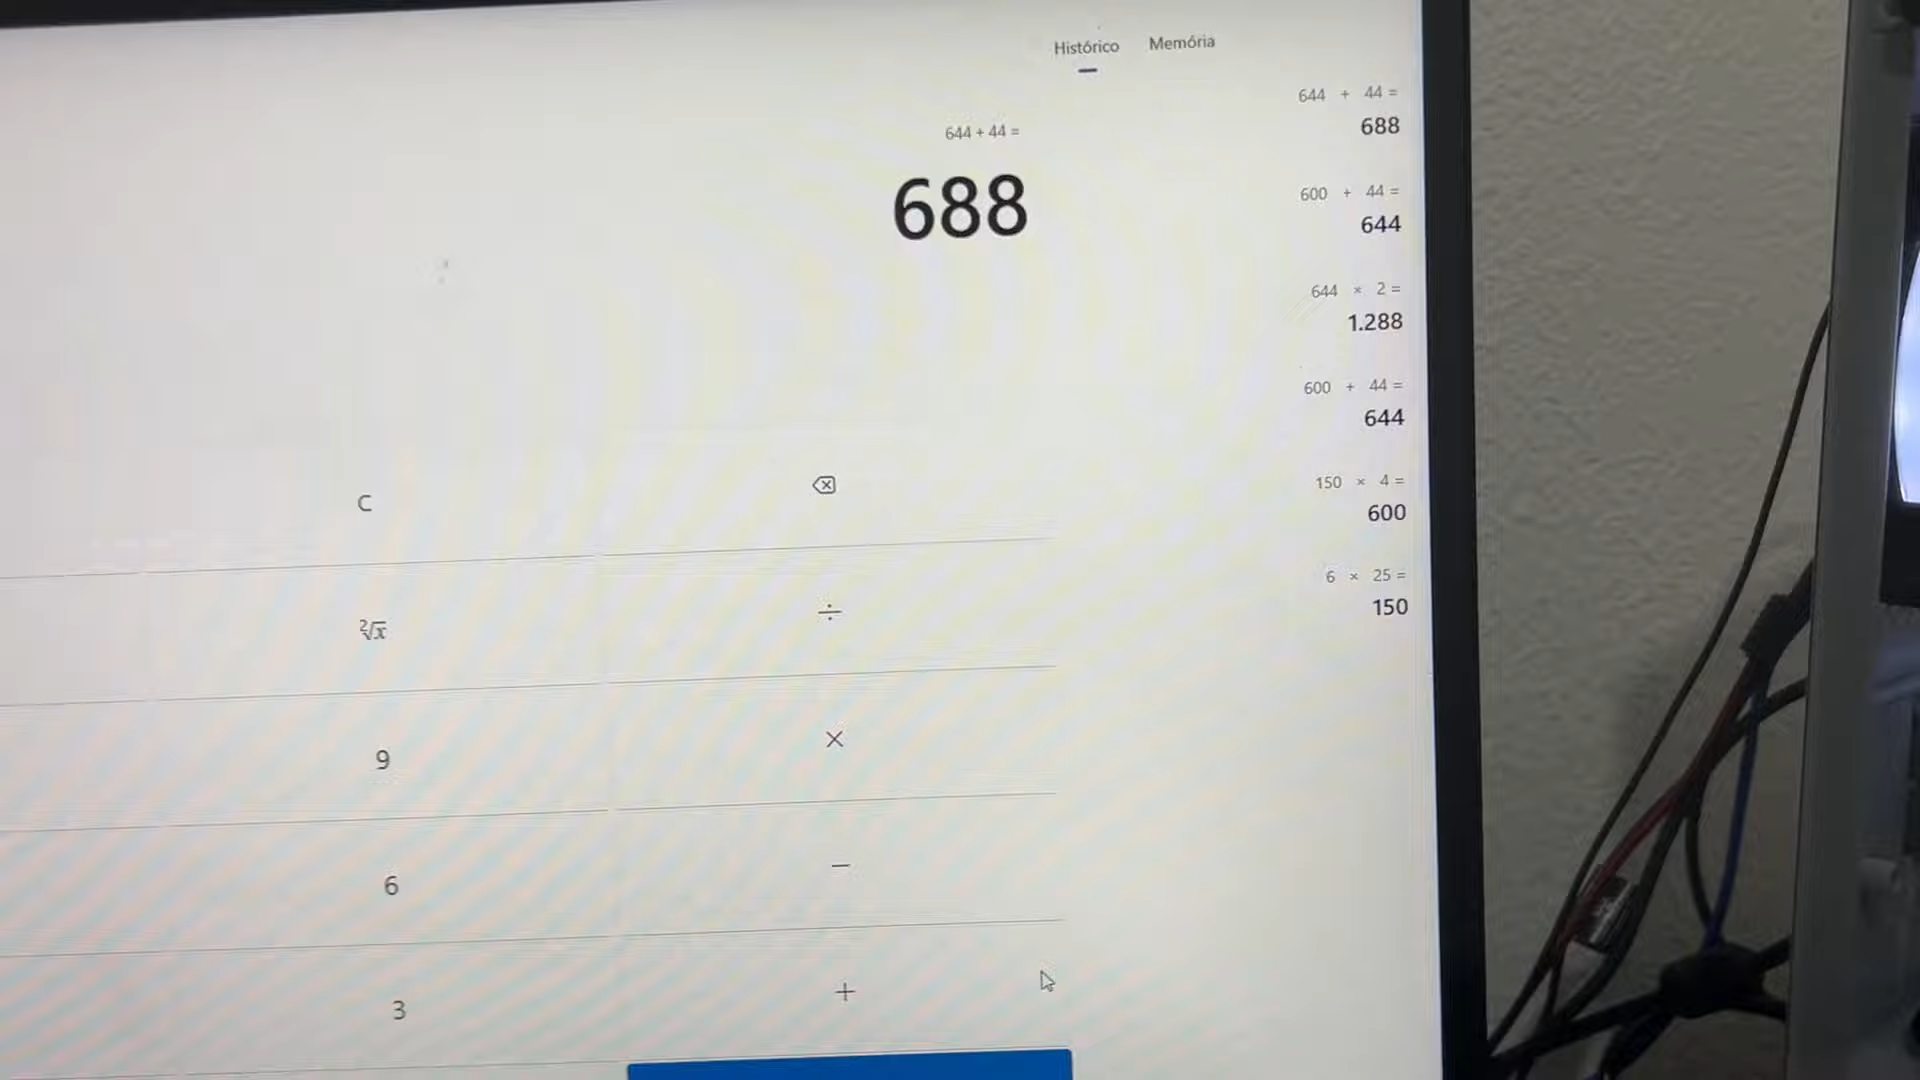 Histórico Memória
644 + 44 =
688
644 + 44 =
688
600 + 44 =
644
644 × 2 =
1.288
600 + 44 =
644
150 × 4 =
600
6 × 25 =
150
C
²√x ÷
9 ×
6 −
3 +